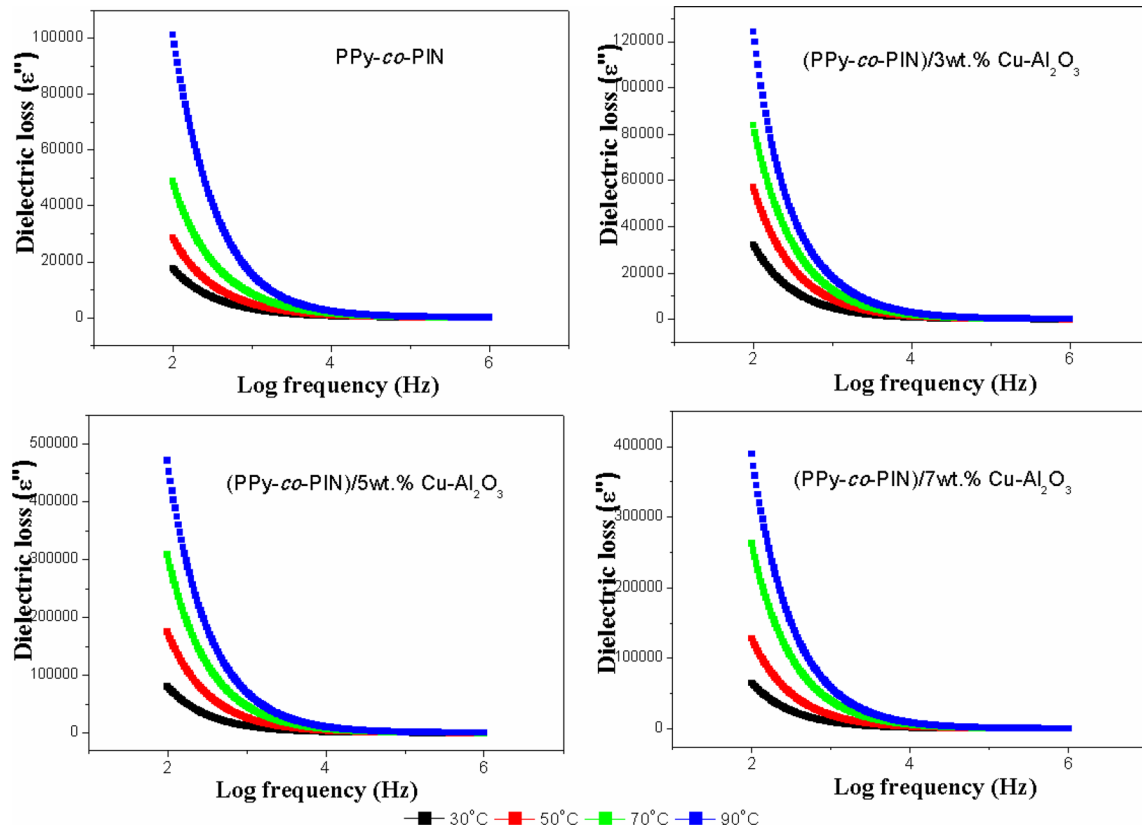 PPy-co-PIN
Dielectric loss (ε")
100000
80000
60000
40000
20000
0
2
4
6
Log frequency (Hz)
(PPy-co-PIN)/3wt.% Cu-Al₂O₃
Dielectric loss (ε")
120000
100000
80000
60000
40000
20000
0
2
4
6
Log frequency (Hz)
(PPy-co-PIN)/5wt.% Cu-Al₂O₃
Dielectric loss (ε")
500000
400000
300000
200000
100000
0
2
4
6
Log frequency (Hz)
(PPy-co-PIN)/7wt.% Cu-Al₂O₃
Dielectric loss (ε")
400000
300000
200000
100000
0
2
4
6
Log frequency (Hz)
30°C 50°C 70°C 90°C